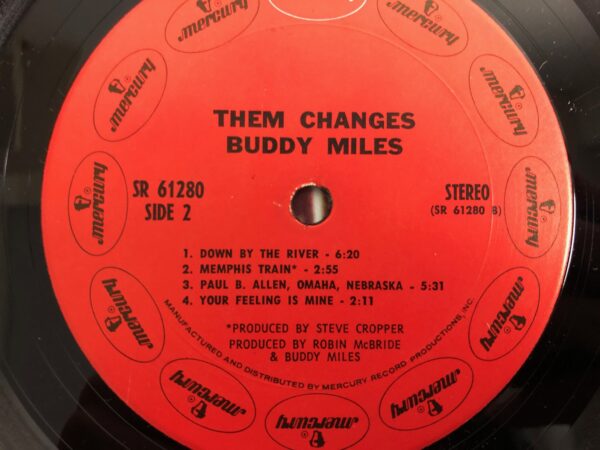 mercury
mercury
mercury
mercury
mercury
THEM CHANGES
BUDDY MILES
mercury
SR 61280
SIDE 2
STEREO
(SR 61280 B)
mercury
1. DOWN BY THE RIVER - 6:20
2. MEMPHIS TRAIN* - 2:55
3. PAUL B. ALLEN, OMAHA, NEBRASKA - 5:31
4. YOUR FEELING IS MINE - 2:11
mercury
mercury
*PRODUCED BY STEVE CROPPER
PRODUCED BY ROBIN McBRIDE
& BUDDY MILES
MANUFACTURED AND DISTRIBUTED BY MERCURY RECORD PRODUCTIONS, INC.
mercury
mercury
mercury